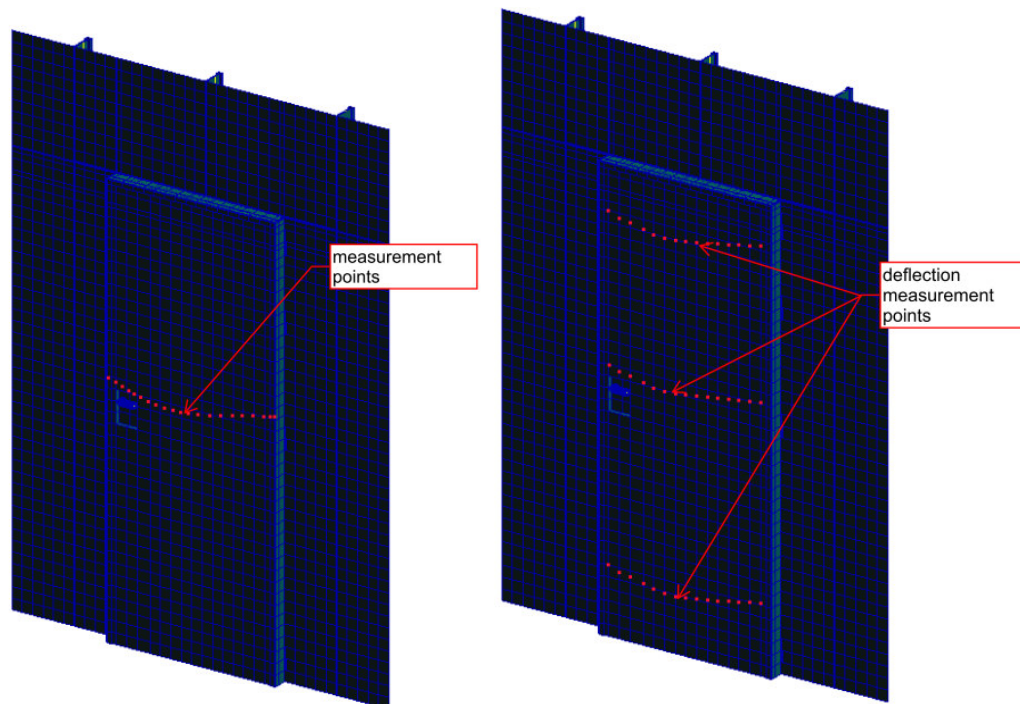 measurement
points
deflection
measurement
points